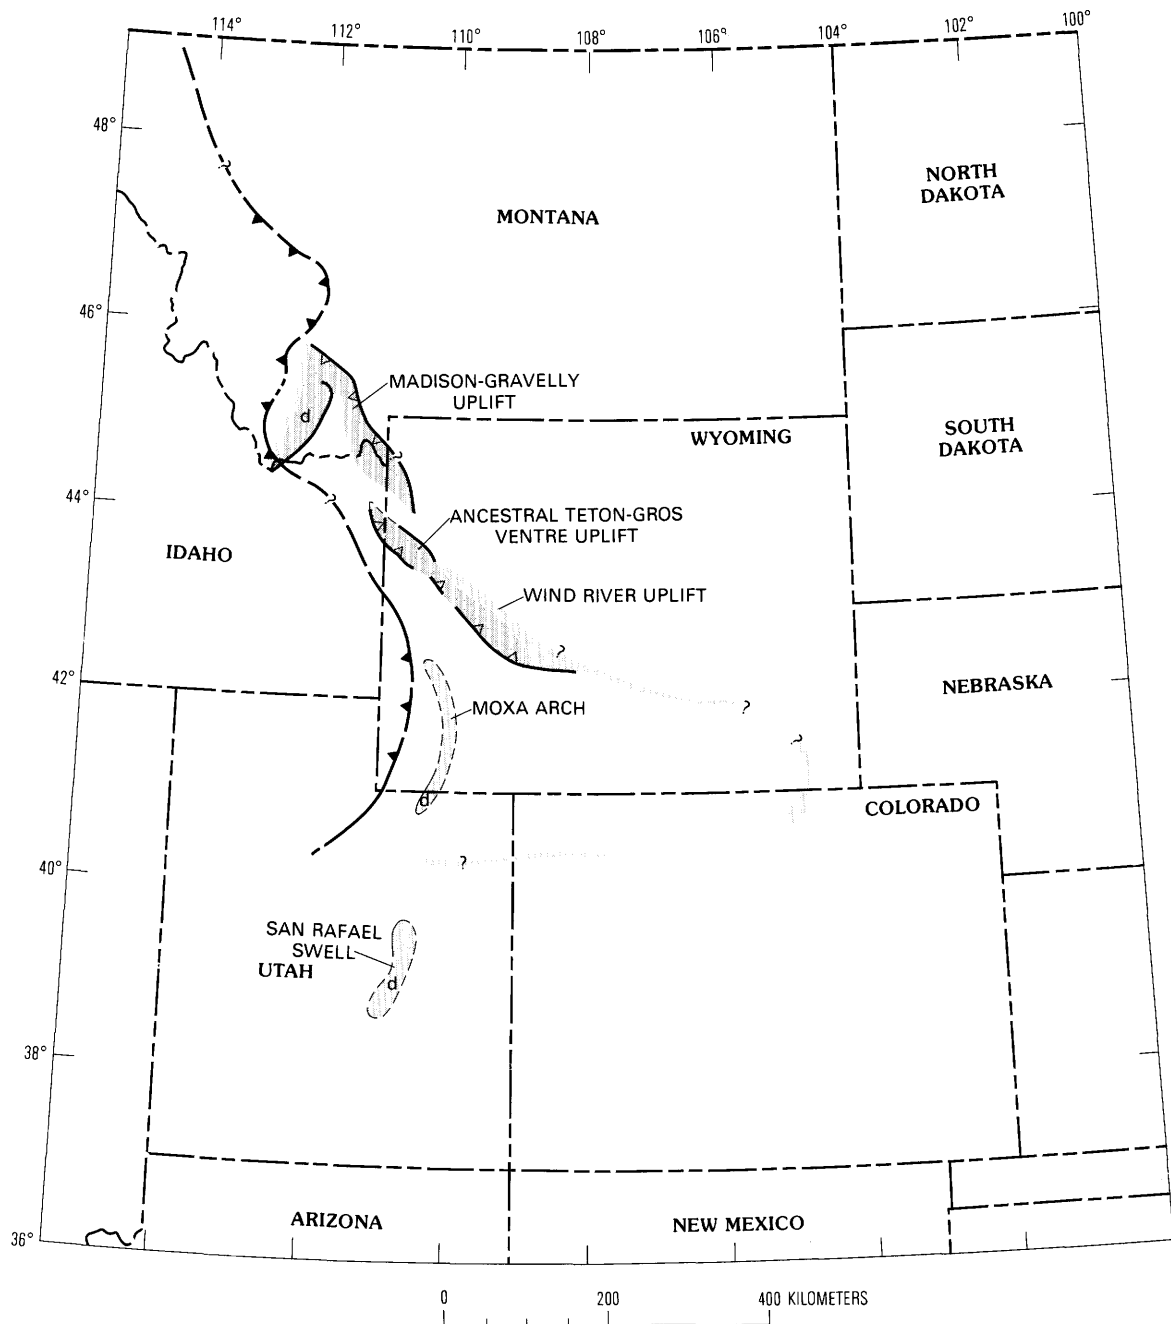 114°
112°
110°
108°
106°
104°
102°
100°
48°
?
NORTH
DAKOTA
MONTANA
46°
MADISON-GRAVELLY
UPLIFT
d
WYOMING
SOUTH
DAKOTA
?
44°
?
ANCESTRAL TETON-GROS
VENTRE UPLIFT
IDAHO
WIND RIVER UPLIFT
?
42°
NEBRASKA
MOXA ARCH
?
?
d
COLORADO
40°
?
SAN RAFAEL
SWELL
UTAH
d
38°
36°
ARIZONA
NEW MEXICO
0
200
400 KILOMETERS